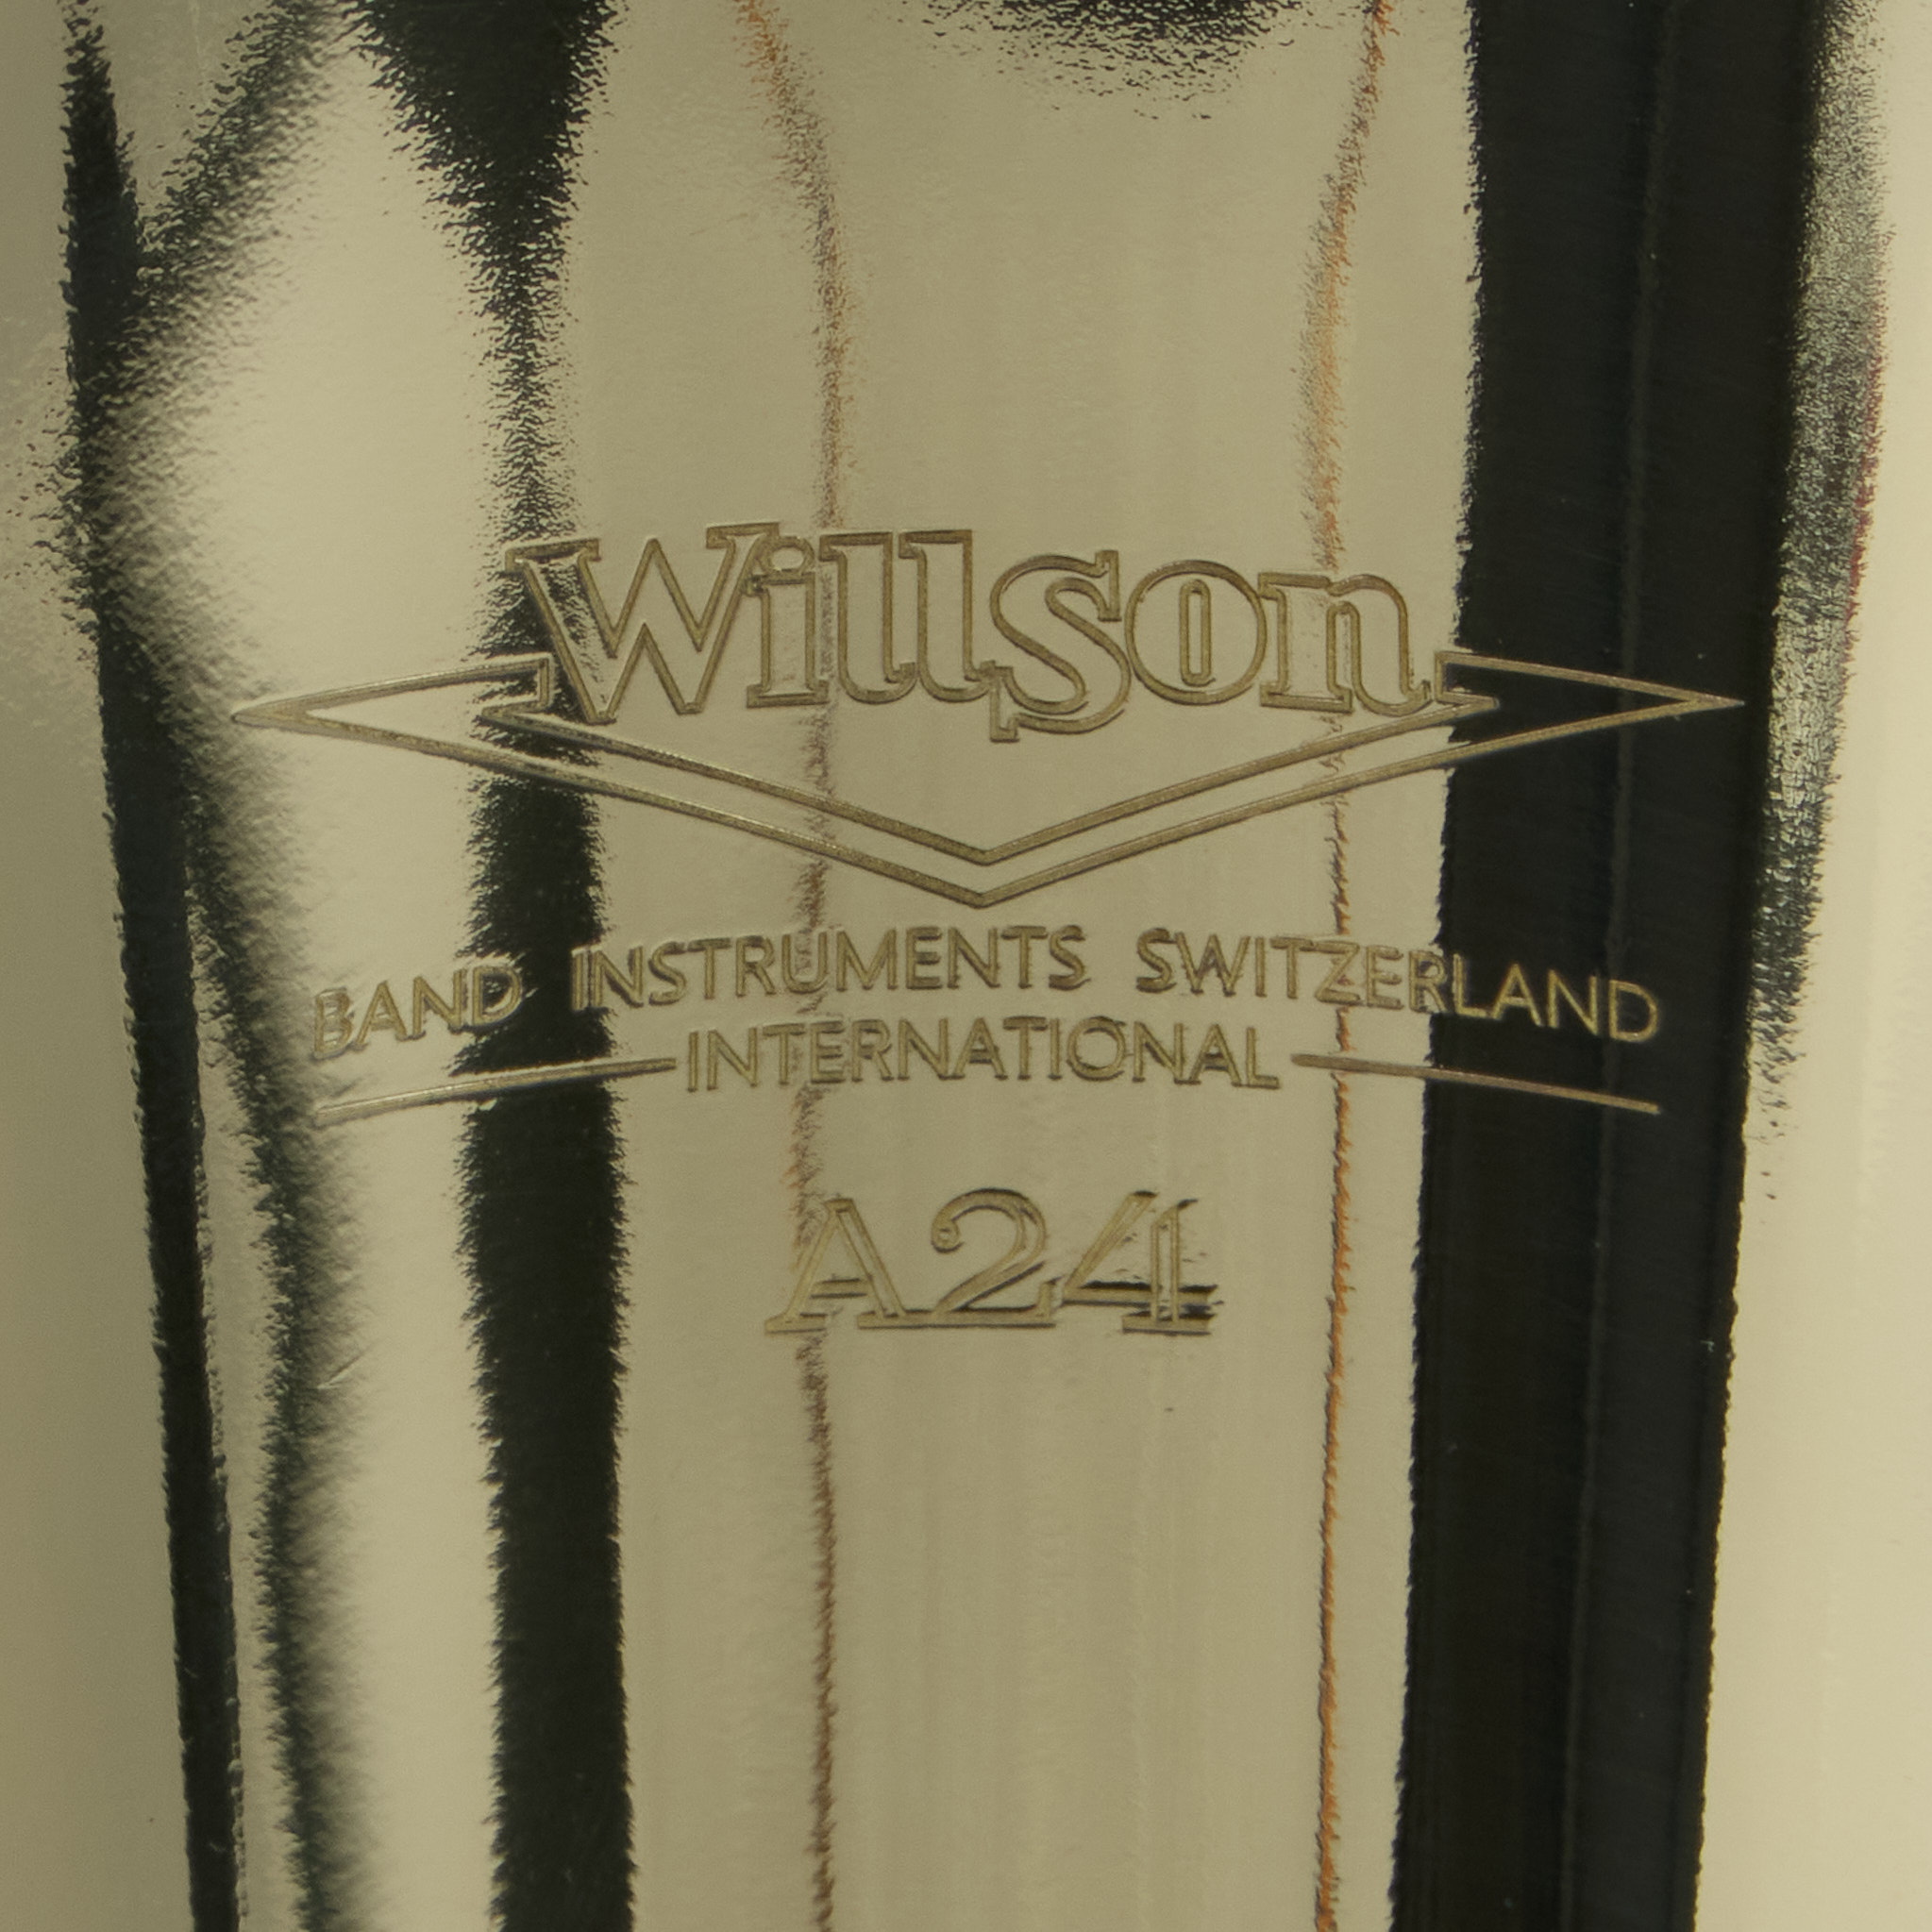 Willson
BAND INSTRUMENTS SWITZERLAND
INTERNATIONAL
A24